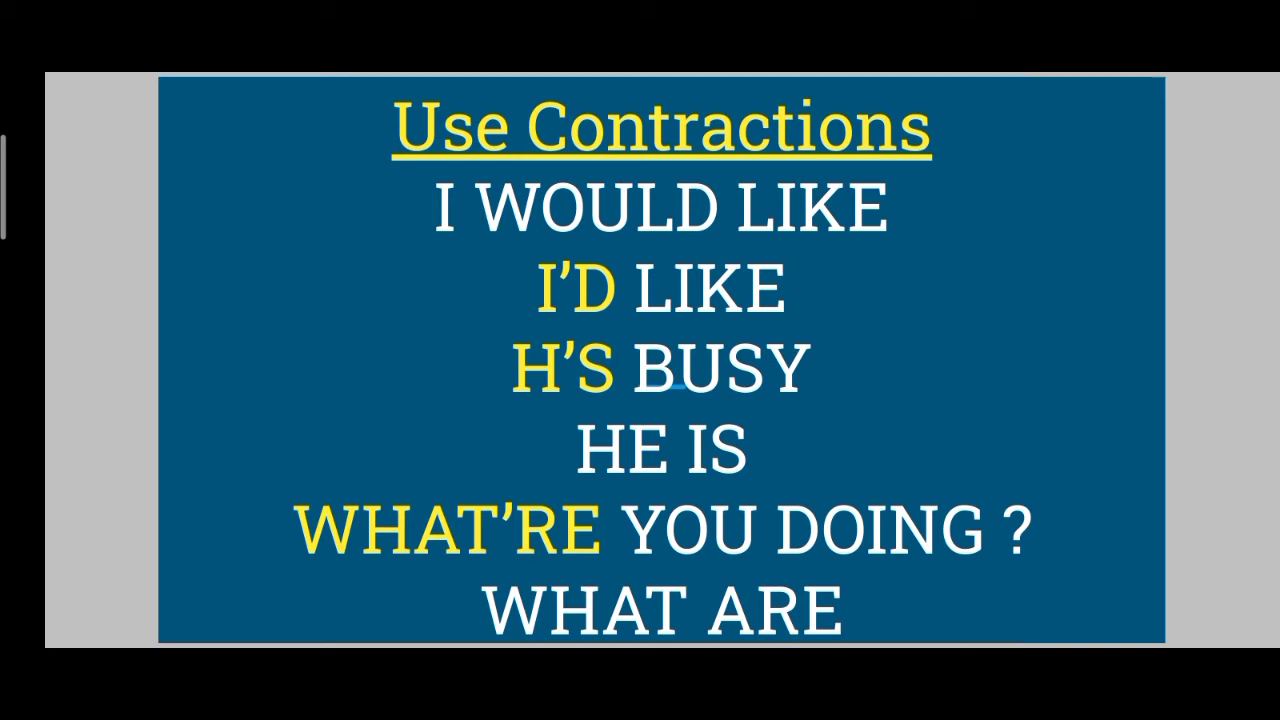 Use Contractions
I WOULD LIKE
I’D LIKE
H’S BUSY
HE IS
WHAT’RE YOU DOING ?
WHAT ARE